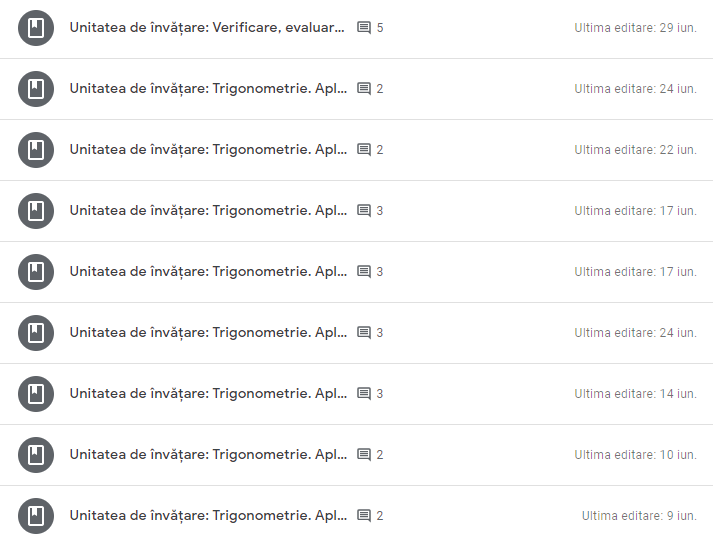 Unitatea de învățare: Verificare, evaluar... 5 Ultima editare: 29 iun.
Unitatea de învățare: Trigonometrie. Apl... 2 Ultima editare: 24 iun.
Unitatea de învățare: Trigonometrie. Apl... 2 Ultima editare: 22 iun.
Unitatea de învățare: Trigonometrie. Apl... 3 Ultima editare: 17 iun.
Unitatea de învățare: Trigonometrie. Apl... 3 Ultima editare: 17 iun.
Unitatea de învățare: Trigonometrie. Apl... 3 Ultima editare: 24 iun.
Unitatea de învățare: Trigonometrie. Apl... 3 Ultima editare: 14 iun.
Unitatea de învățare: Trigonometrie. Apl... 2 Ultima editare: 10 iun.
Unitatea de învățare: Trigonometrie. Apl... 2 Ultima editare: 9 iun.